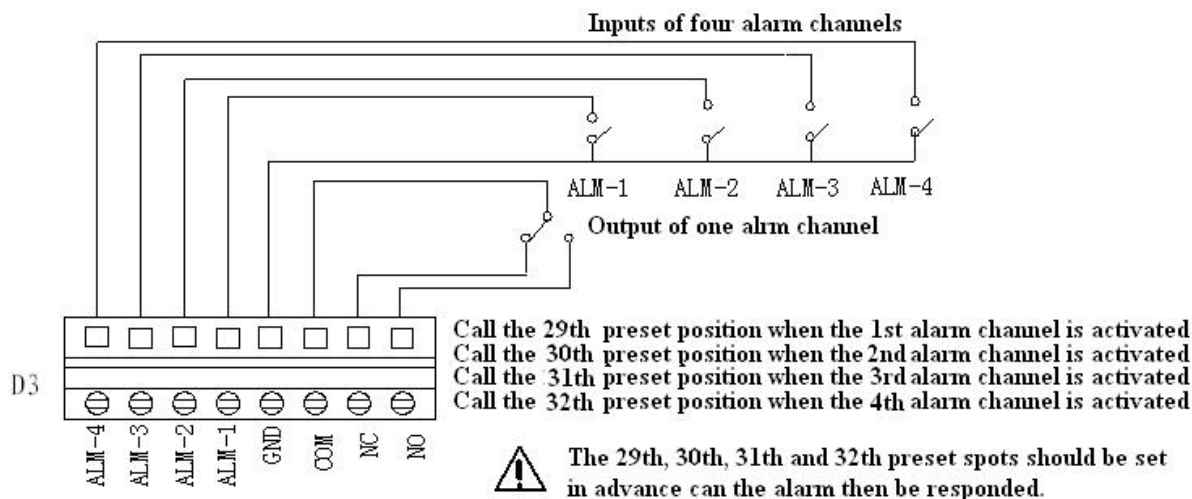 Inputs of four alarm channels
ALM-1 ALM-2 ALM-3 ALM-4
Output of one alrm channel
Call the 29th preset position when the 1st alarm channel is activated
Call the 30th preset position when the 2nd alarm channel is activated
Call the 31th preset position when the 3rd alarm channel is activated
Call the 32th preset position when the 4th alarm channel is activated
D3
ALM-4 ALM-3 ALM-2 ALM-1 GND COM NC NO
The 29th, 30th, 31th and 32th preset spots should be set
in advance can the alarm then be responded.